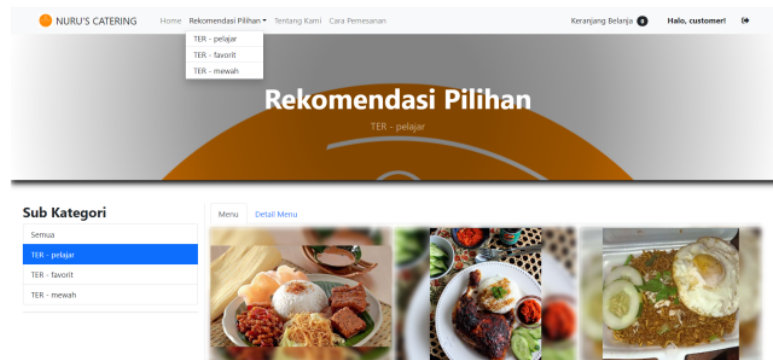 NURU'S CATERING Home Rekomendasi Pilihan Tentang Kami Cara Pemesanan Keranjang Belanja 0 Halo, customer!
TER - pelajar
TER - favorit
TER - mewah
Rekomendasi Pilihan
TER - pelajar
Sub Kategori
Semua
TER - pelajar
TER - favorit
TER - mewah
Menu Detail Menu